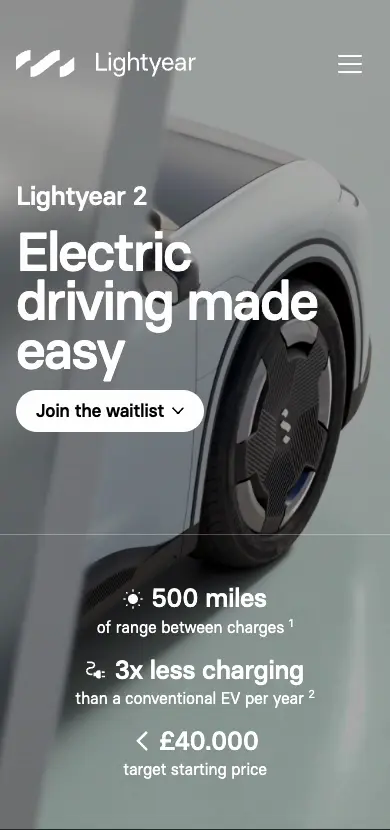 Lightyear
Lightyear 2
Electric
driving made
easy
Join the waitlist
500 miles
of range between charges ¹
3x less charging
than a conventional EV per year ²
< £40.000
target starting price